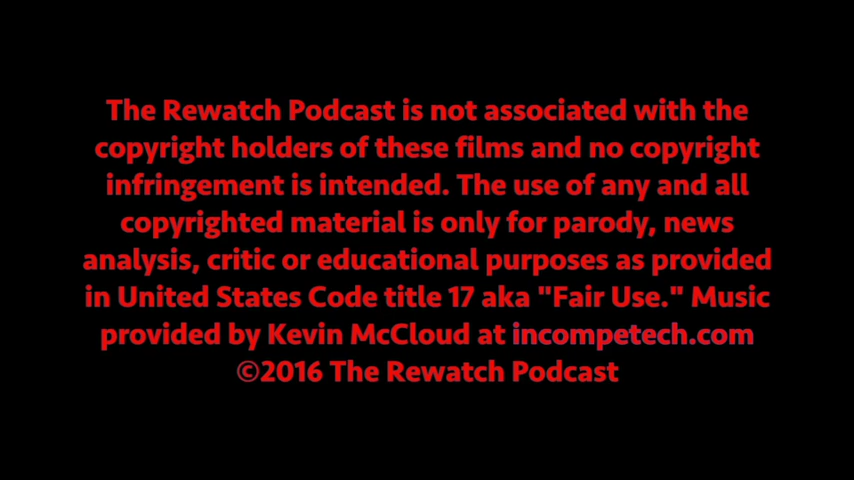 The Rewatch Podcast is not associated with the
copyright holders of these films and no copyright
infringement is intended. The use of any and all
copyrighted material is only for parody, news
analysis, critic or educational purposes as provided
in United States Code title 17 aka "Fair Use." Music
provided by Kevin McCloud at incompetech.com
©2016 The Rewatch Podcast